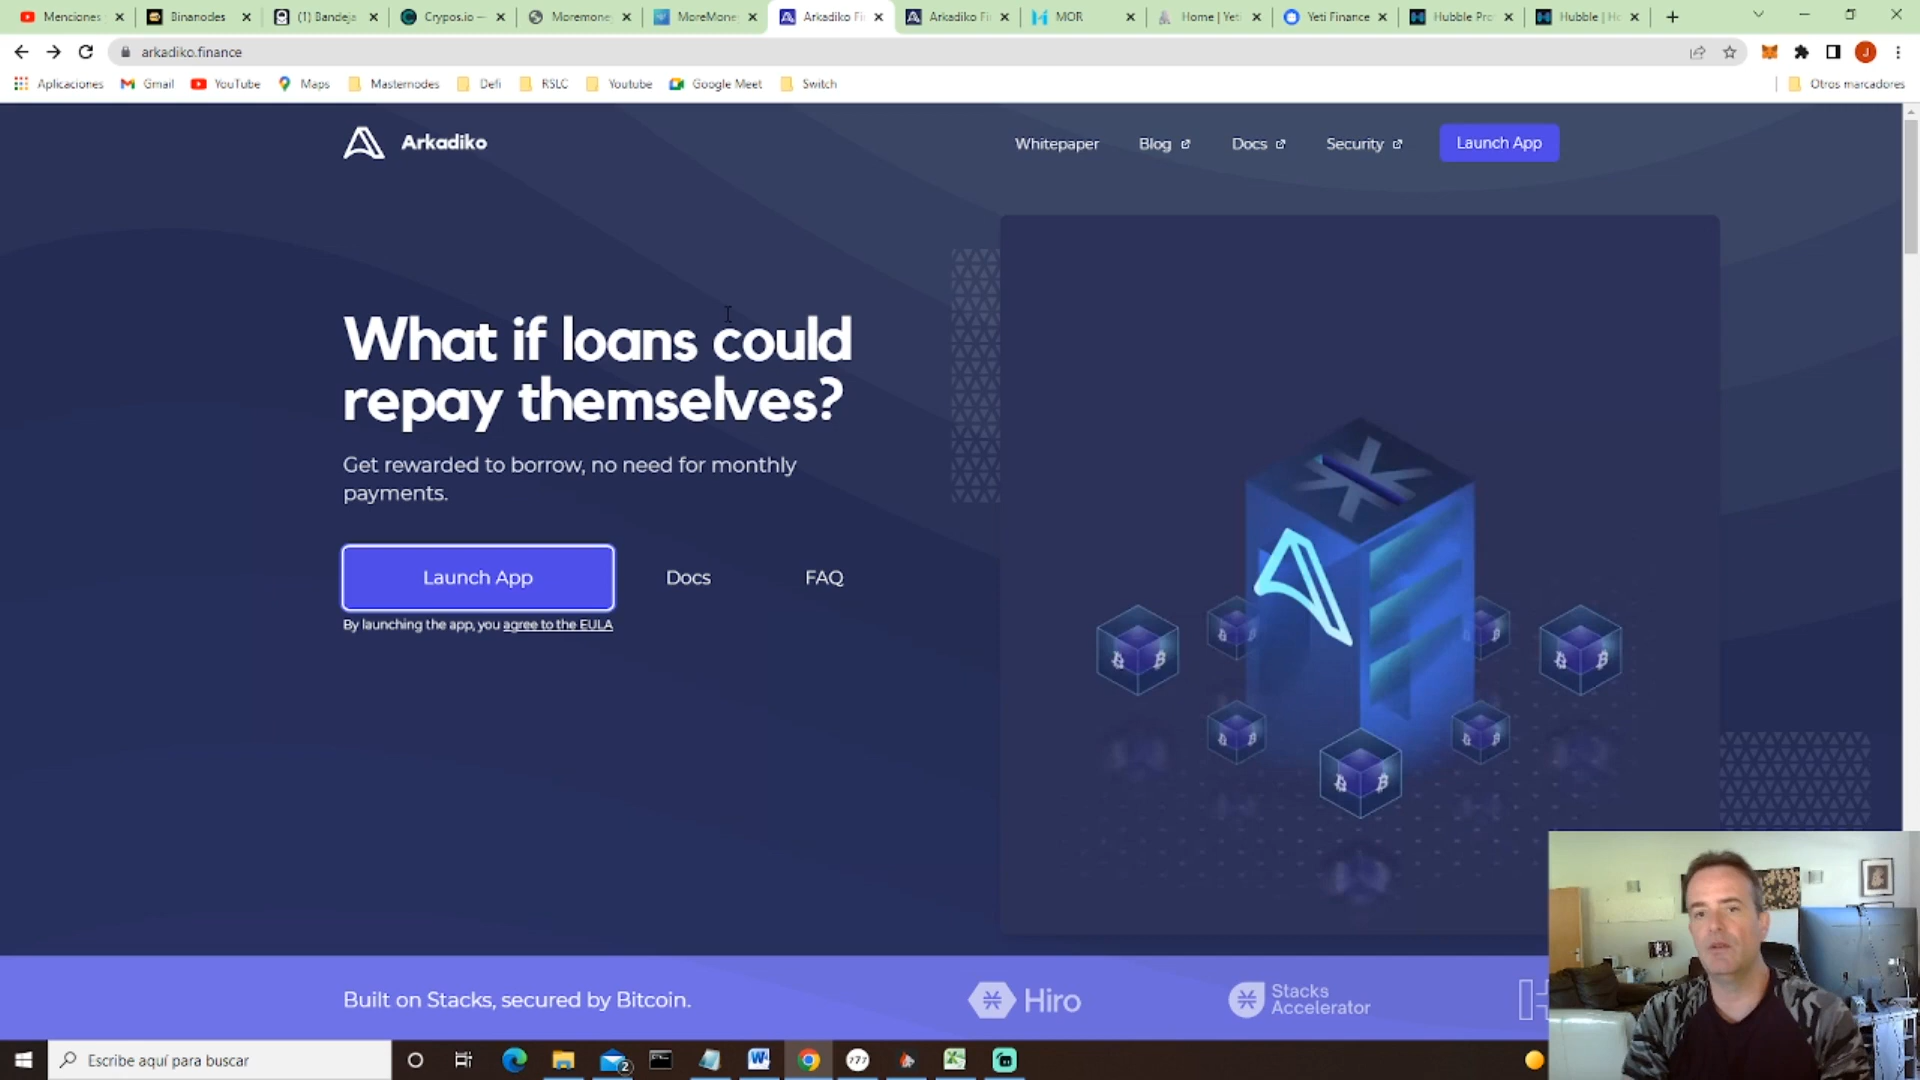 Menciones
Binanodes
(1) Bandeja
Crypos.io —
Moremone
MoreMone
Arkadiko Fi
Arkadiko Fi
MOR
Home | Yeti
Yeti Finance
Hubble Pro
Hubble | Ho
arkadiko.finance
J
Aplicaciones
Gmail
YouTube
Maps
Masternodes
Defi
RSLC
Youtube
Google Meet
Switch
Otros marcadores
Arkadiko
Whitepaper
Blog
Docs
Security
Launch App
What if loans could
repay themselves?
Get rewarded to borrow, no need for monthly
payments.
Launch App
Docs
FAQ
By launching the app, you agree to the EULA
Built on Stacks, secured by Bitcoin.
Hiro
Stacks
Accelerator
Escribe aquí para buscar
2
777